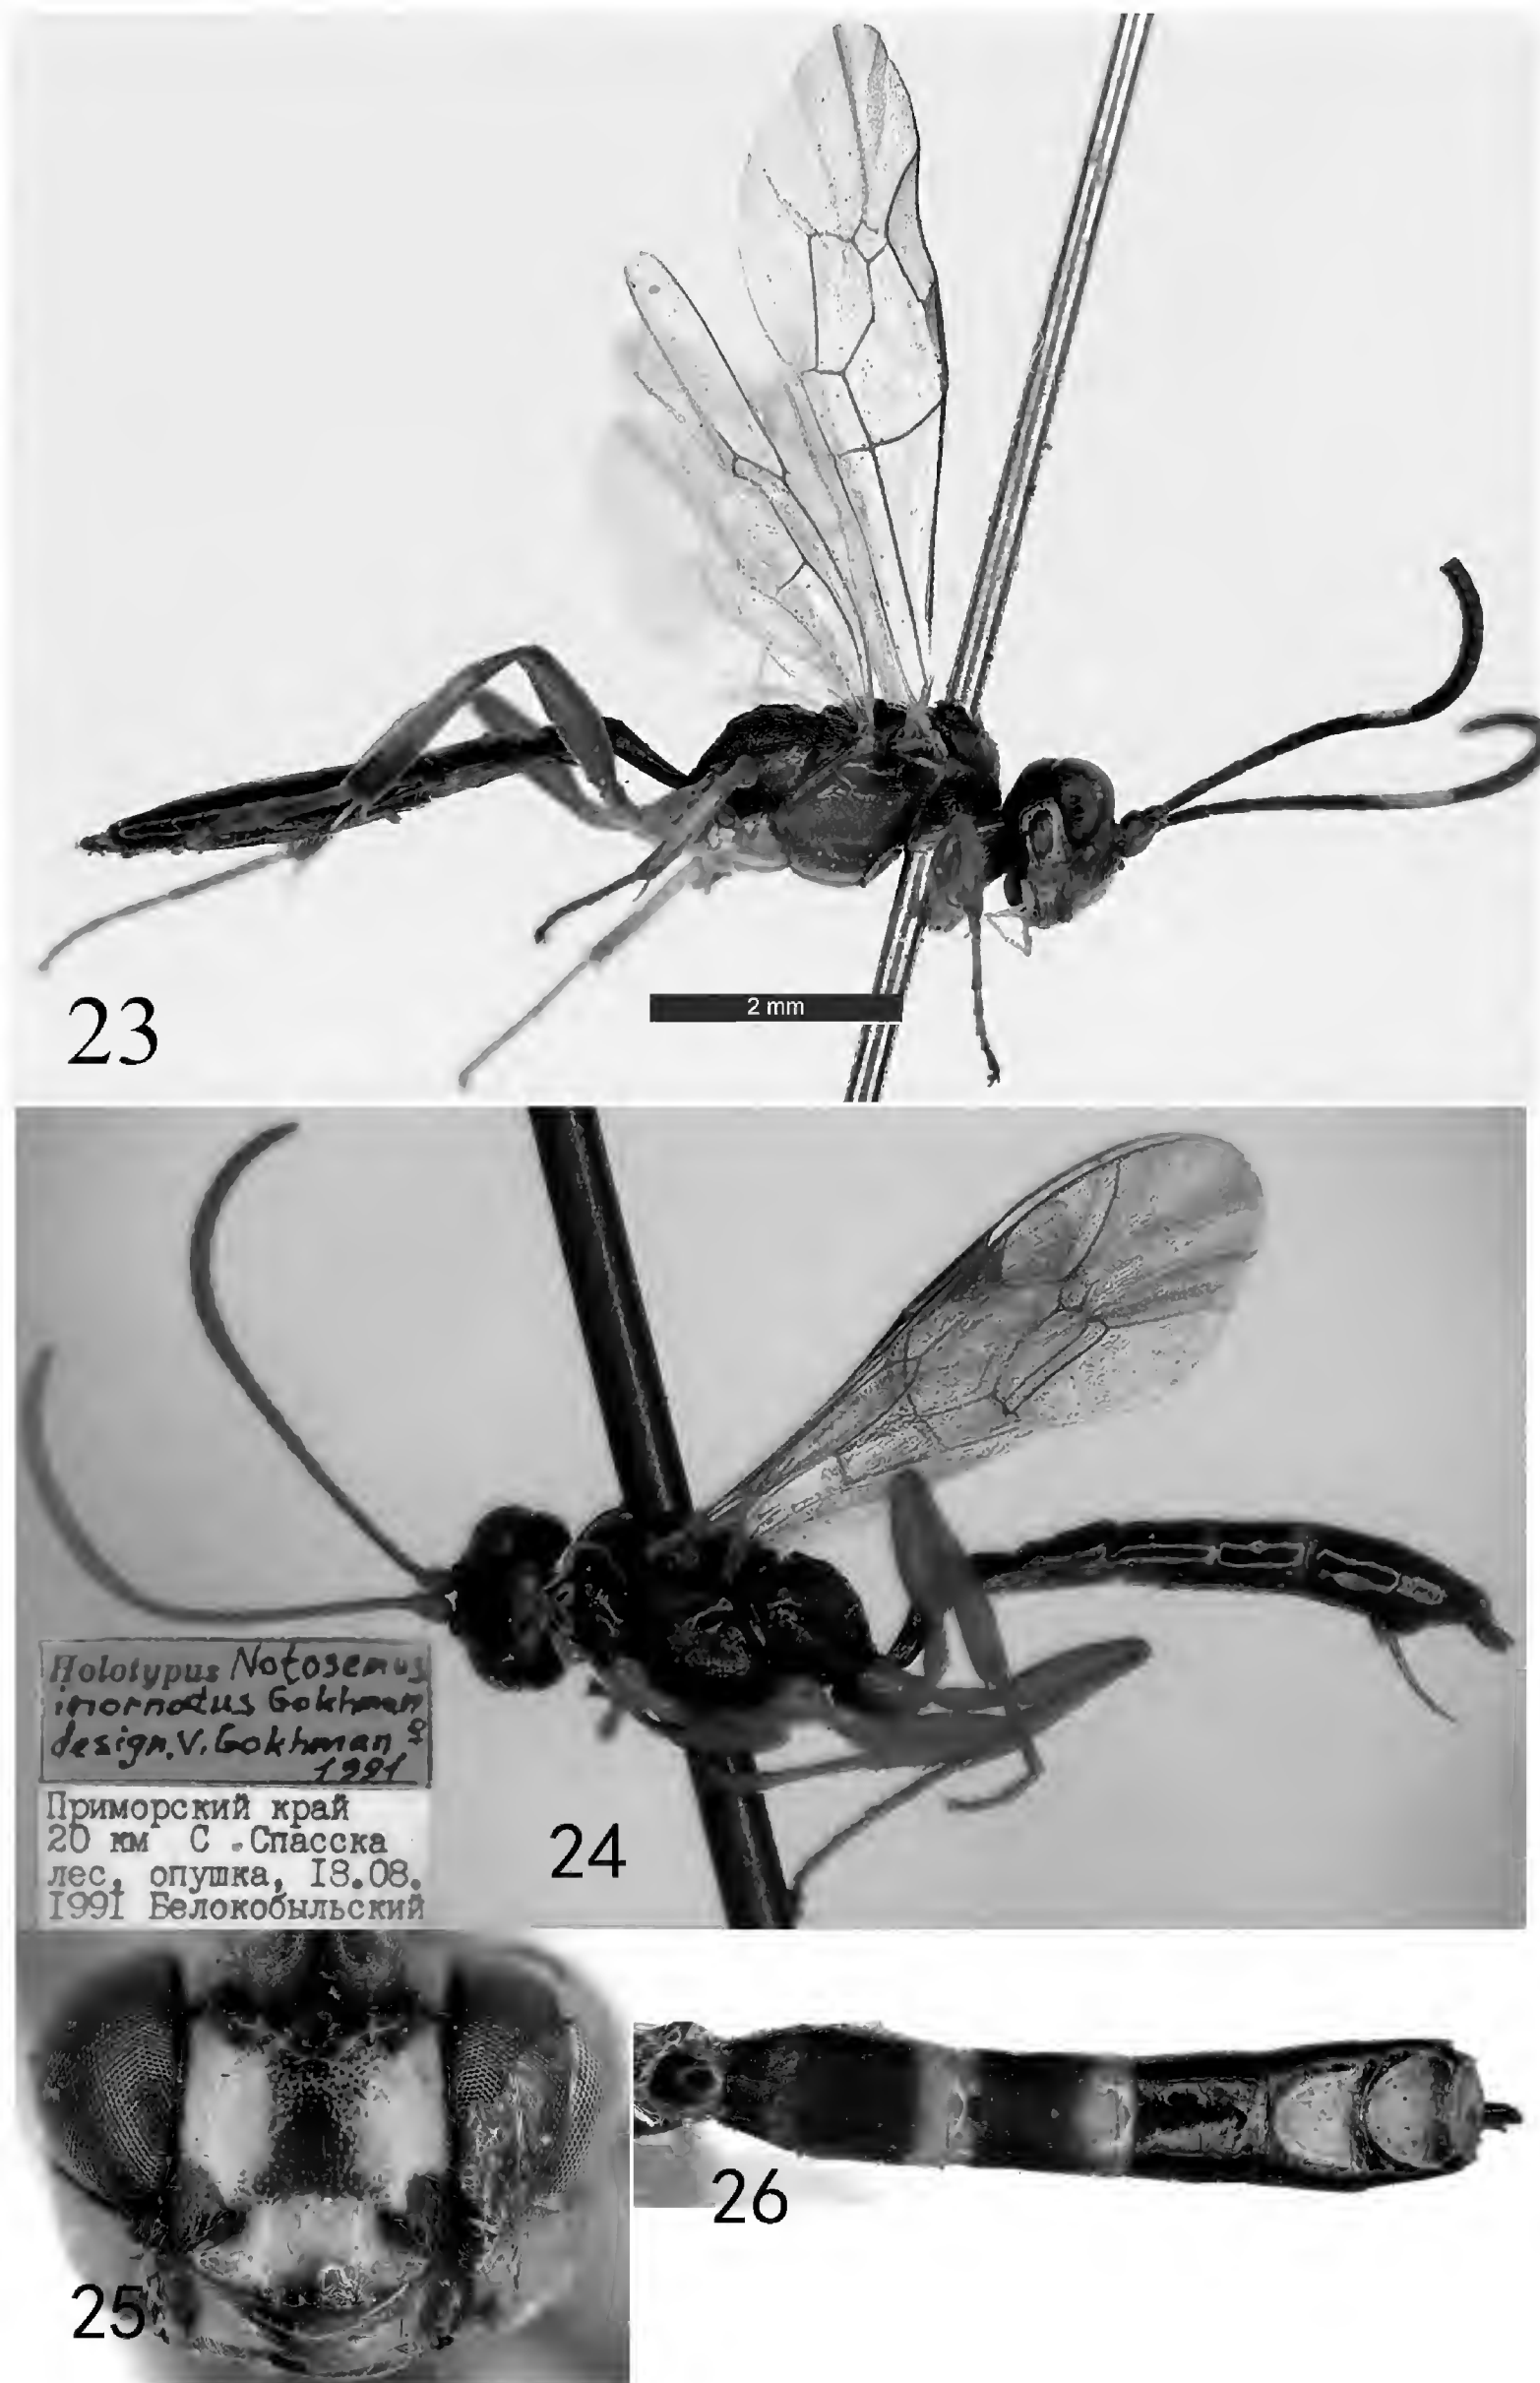 23
2 mm
Holotypus Notosemus
inornatus Gokhman
design. V. Gokhman ♀
1991
Приморский край
20 км С .Спасска
лес, опушка, 18.08.
1991 Белокобыльский
24
25
26